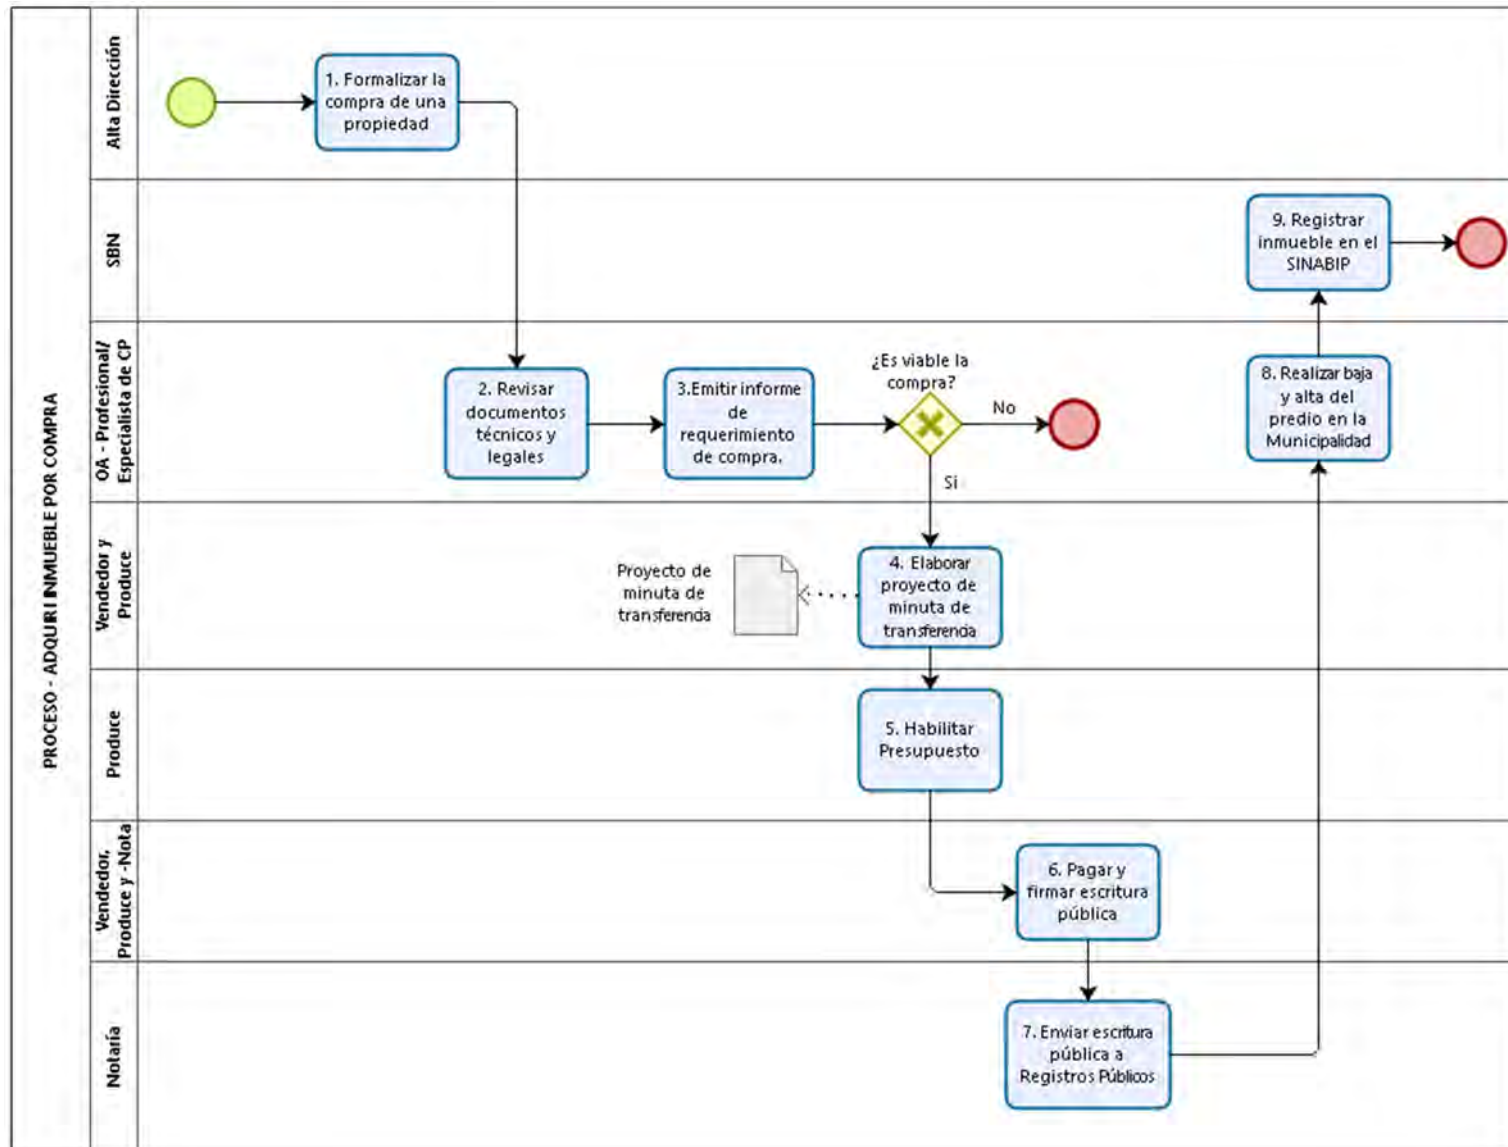 PROCESO - ADQUIRI INMUEBLE POR COMPRA
Alta Dirección
1. Formalizar la
compra de una
propiedad
SBN
9. Registrar
inmueble en el
SINABIP
OA - Profesional/
Especialista de CP
2. Revisar
documentos
técnicos y
legales
3.Emitir informe
de
requerimiento
de compra.
¿Es viable la
compra?
No
Si
8. Realizar baja
y alta del
predio en la
Municipalidad
Vendedor y
Produce
Proyecto de
minuta de
transferencia
4. Elaborar
proyecto de
minuta de
transferencia
Produce
5. Habilitar
Presupuesto
Vendedor,
Produce y -Nota
6. Pagar y
firmar escritura
pública
Notaría
7. Enviar escritura
pública a
Registros Públicos